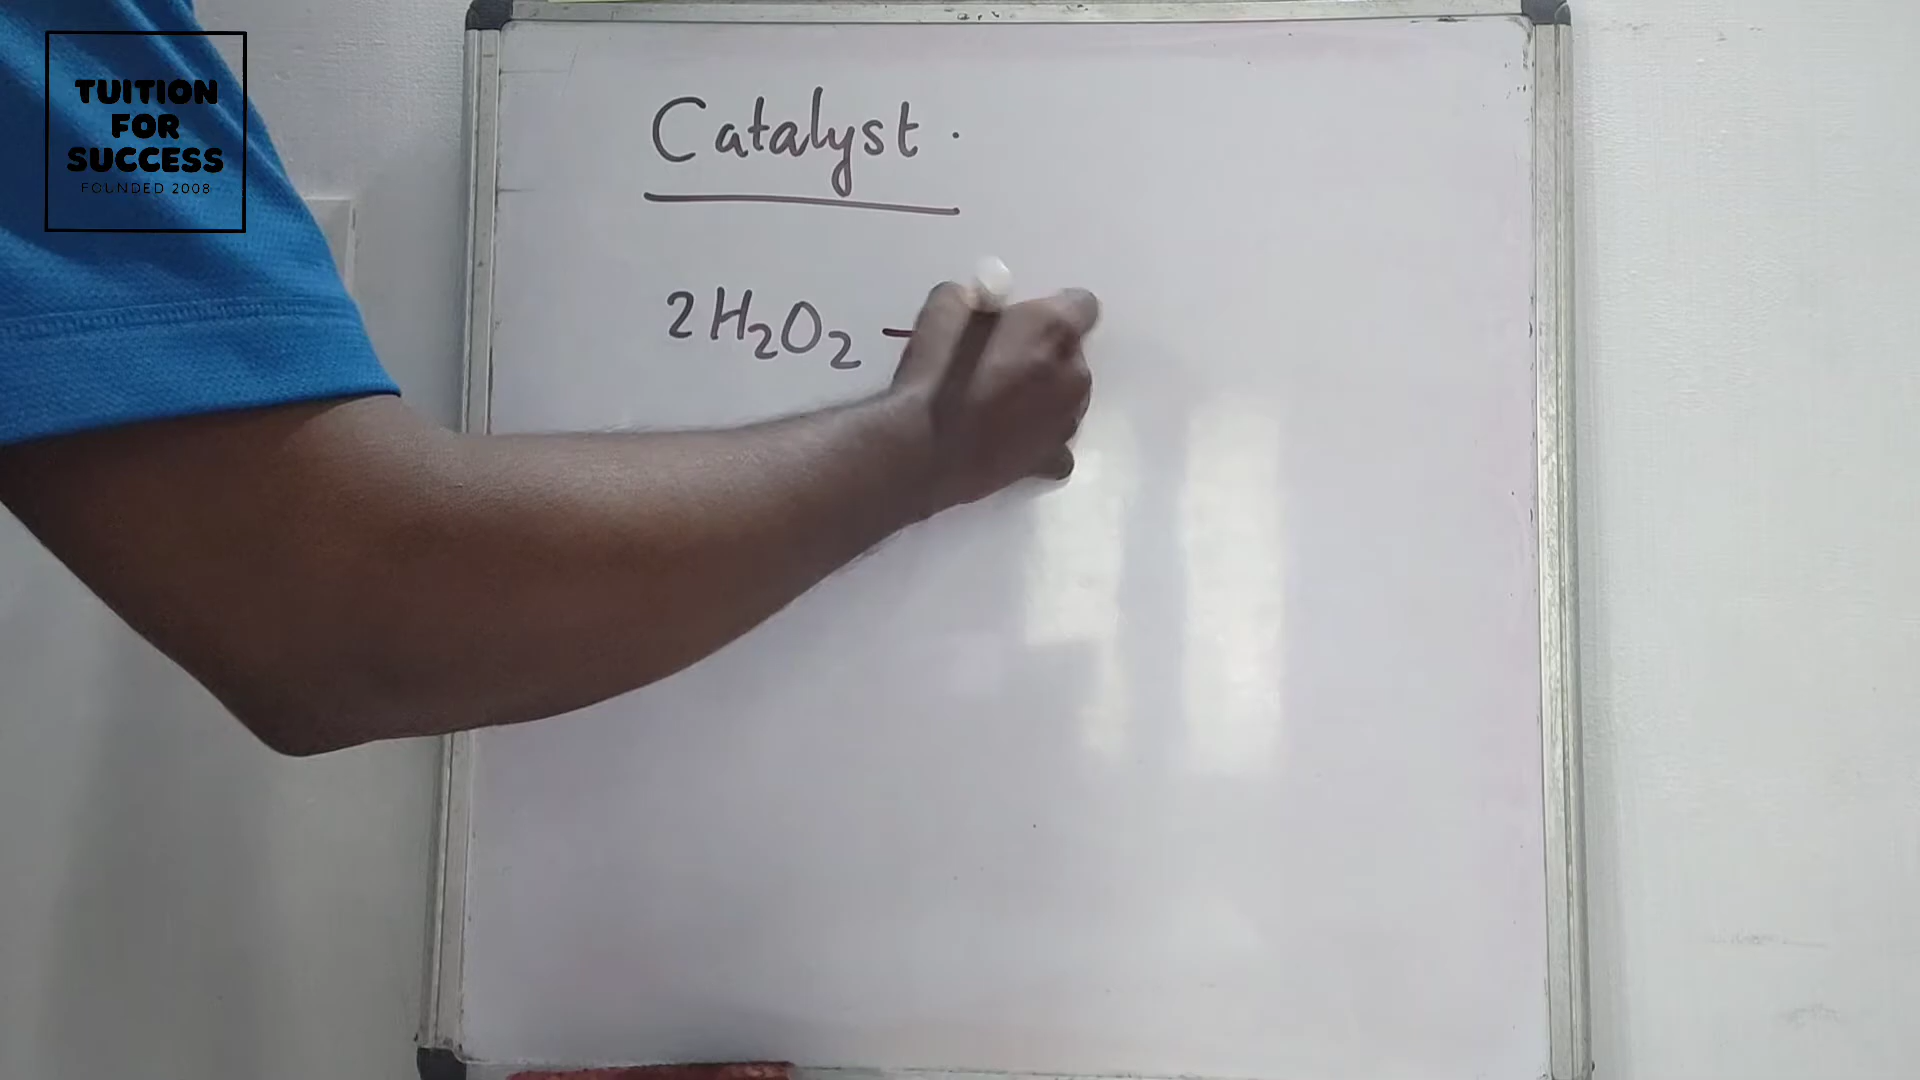 TUITION
FOR
SUCCESS
FOUNDED 2008
Catalyst .
2H₂O₂ -